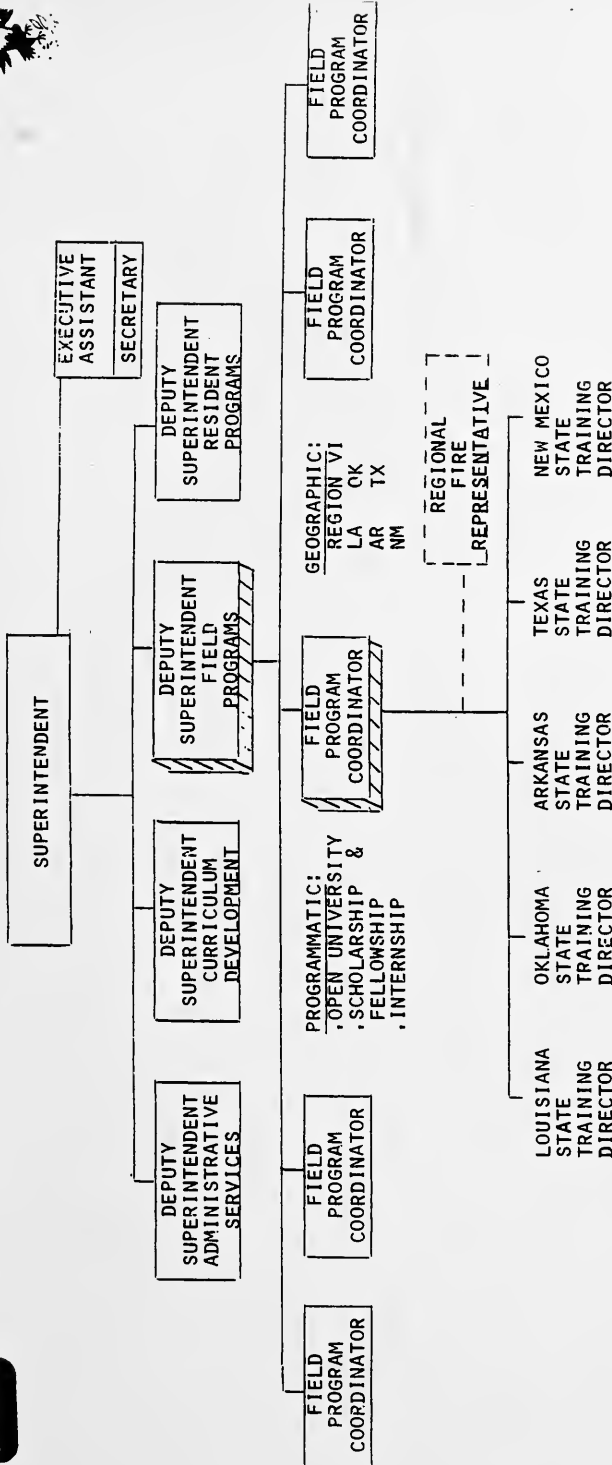 SUPERINTENDENT
EXECUTIVE
ASSISTANT
SECRETARY
DEPUTY
SUPERINTENDENT
ADMINISTRATIVE
SERVICES
DEPUTY
SUPERINTENDENT
CURRICULUM
DEVELOPMENT
DEPUTY
SUPERINTENDENT
FIELD
PROGRAMS
DEPUTY
SUPERINTENDENT
RESIDENT
PROGRAMS
FIELD
PROGRAM
COORDINATOR
FIELD
PROGRAM
COORDINATOR
PROGRAMMATIC:
.OPEN UNIVERSITY
.SCHOLARSHIP &
FELLOWSHIP
.INTERNSHIP
FIELD
PROGRAM
COORDINATOR
GEOGRAPHIC:
REGION VI
LA OK
AR TX
NM
FIELD
PROGRAM
COORDINATOR
FIELD
PROGRAM
COORDINATOR
REGIONAL
FIRE
REPRESENTATIVE
LOUISIANA
STATE
TRAINING
DIRECTOR
OKLAHOMA
STATE
TRAINING
DIRECTOR
ARKANSAS
STATE
TRAINING
DIRECTOR
TEXAS
STATE
TRAINING
DIRECTOR
NEW MEXICO
STATE
TRAINING
DIRECTOR